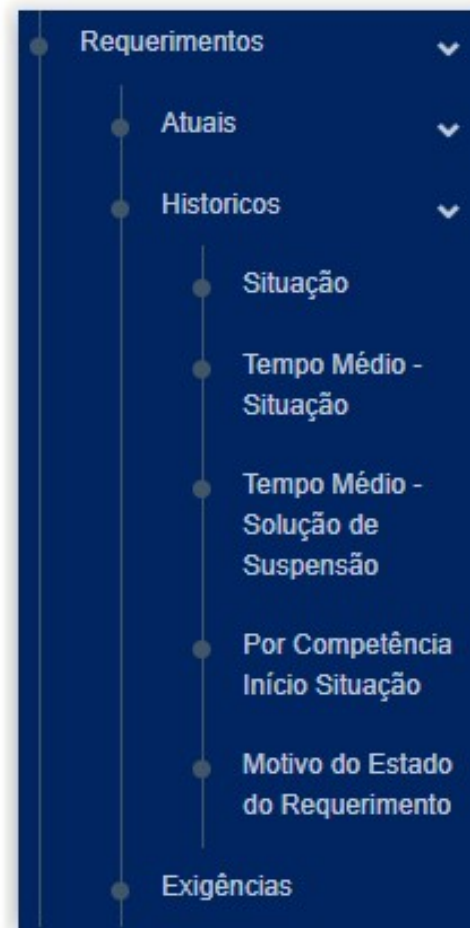 Requerimentos
Atuais
Historicos
Situação
Tempo Médio -
Situação
Tempo Médio -
Solução de
Suspensão
Por Competência
Início Situação
Motivo do Estado
do Requerimento
Exigências